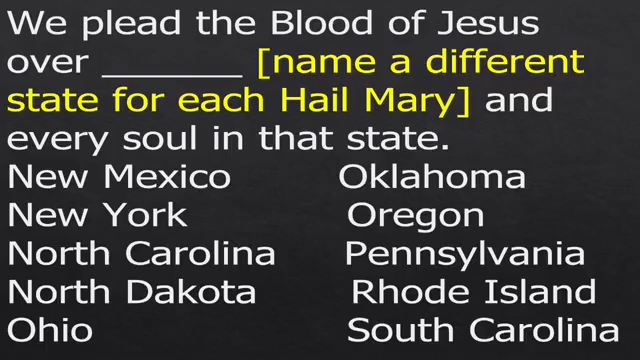 We plead the Blood of Jesus
over _______ [name a different
state for each Hail Mary] and
every soul in that state.
New Mexico Oklahoma
New York Oregon
North Carolina Pennsylvania
North Dakota Rhode Island
Ohio South Carolina